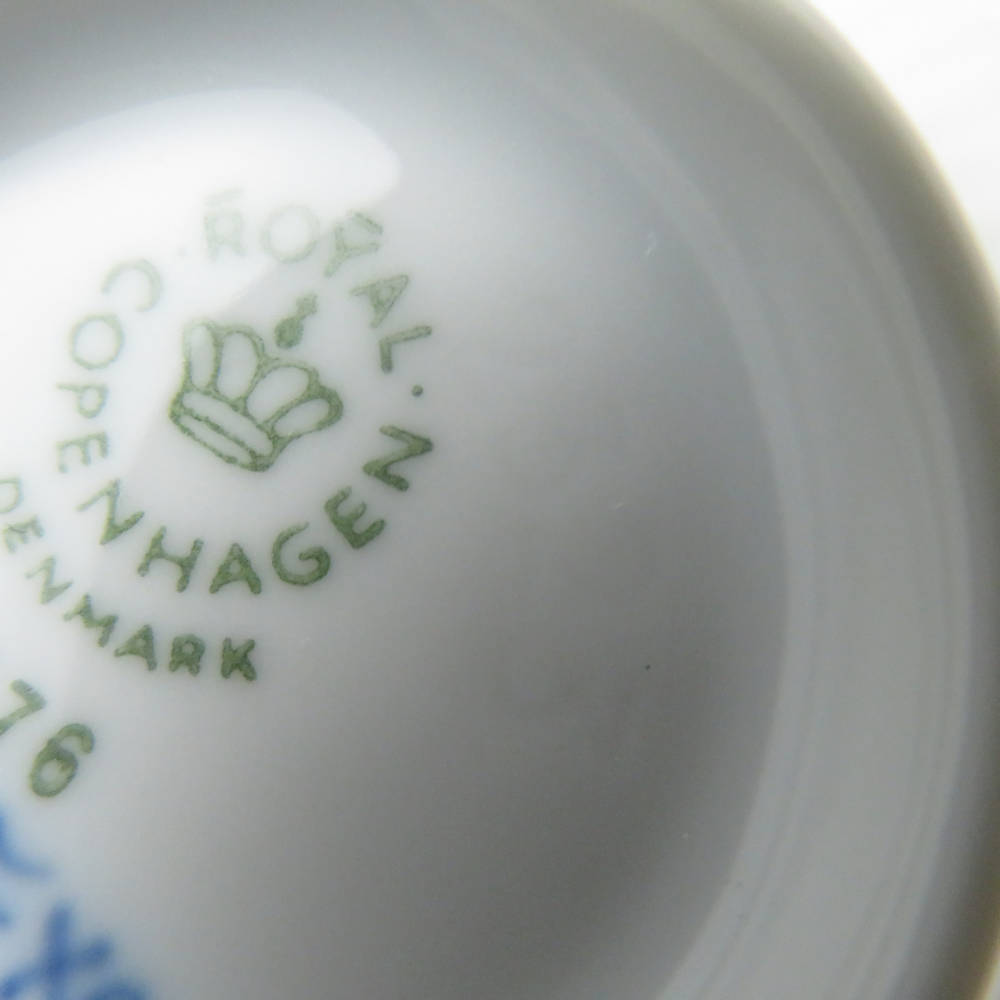 ROYAL.
COPENHAGEN
DENMARK
76